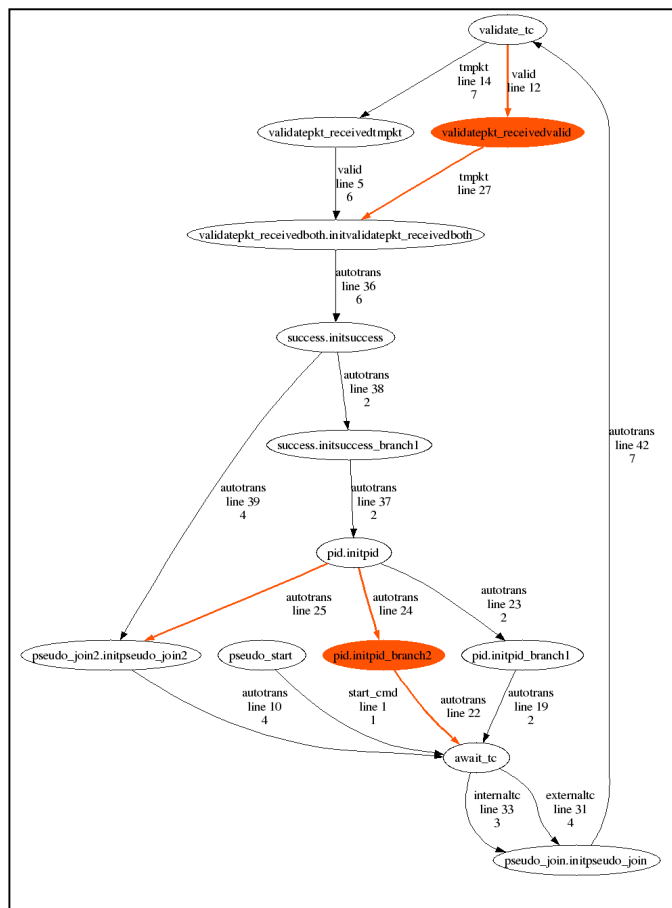 validate_tc
tmpkt
line 14
7
valid
line 12
validatepkt_receivedtmpkt
validatepkt_receivedvalid
valid
line 5
6
tmpkt
line 27
validatepkt_receivedboth.initvalidatepkt_receivedboth
autotrans
line 36
6
success.initsuccess
autotrans
line 38
2
success.initsuccess_branch1
autotrans
line 42
7
autotrans
line 39
4
autotrans
line 37
2
pid.initpid
autotrans
line 25
autotrans
line 24
autotrans
line 23
2
pseudo_join2.initpseudo_join2
pseudo_start
pid.initpid_branch2
pid.initpid_branch1
autotrans
line 10
4
start_cmd
line 1
1
autotrans
line 22
autotrans
line 19
2
await_tc
internaltc
line 33
3
externaltc
line 31
4
pseudo_join.initpseudo_join